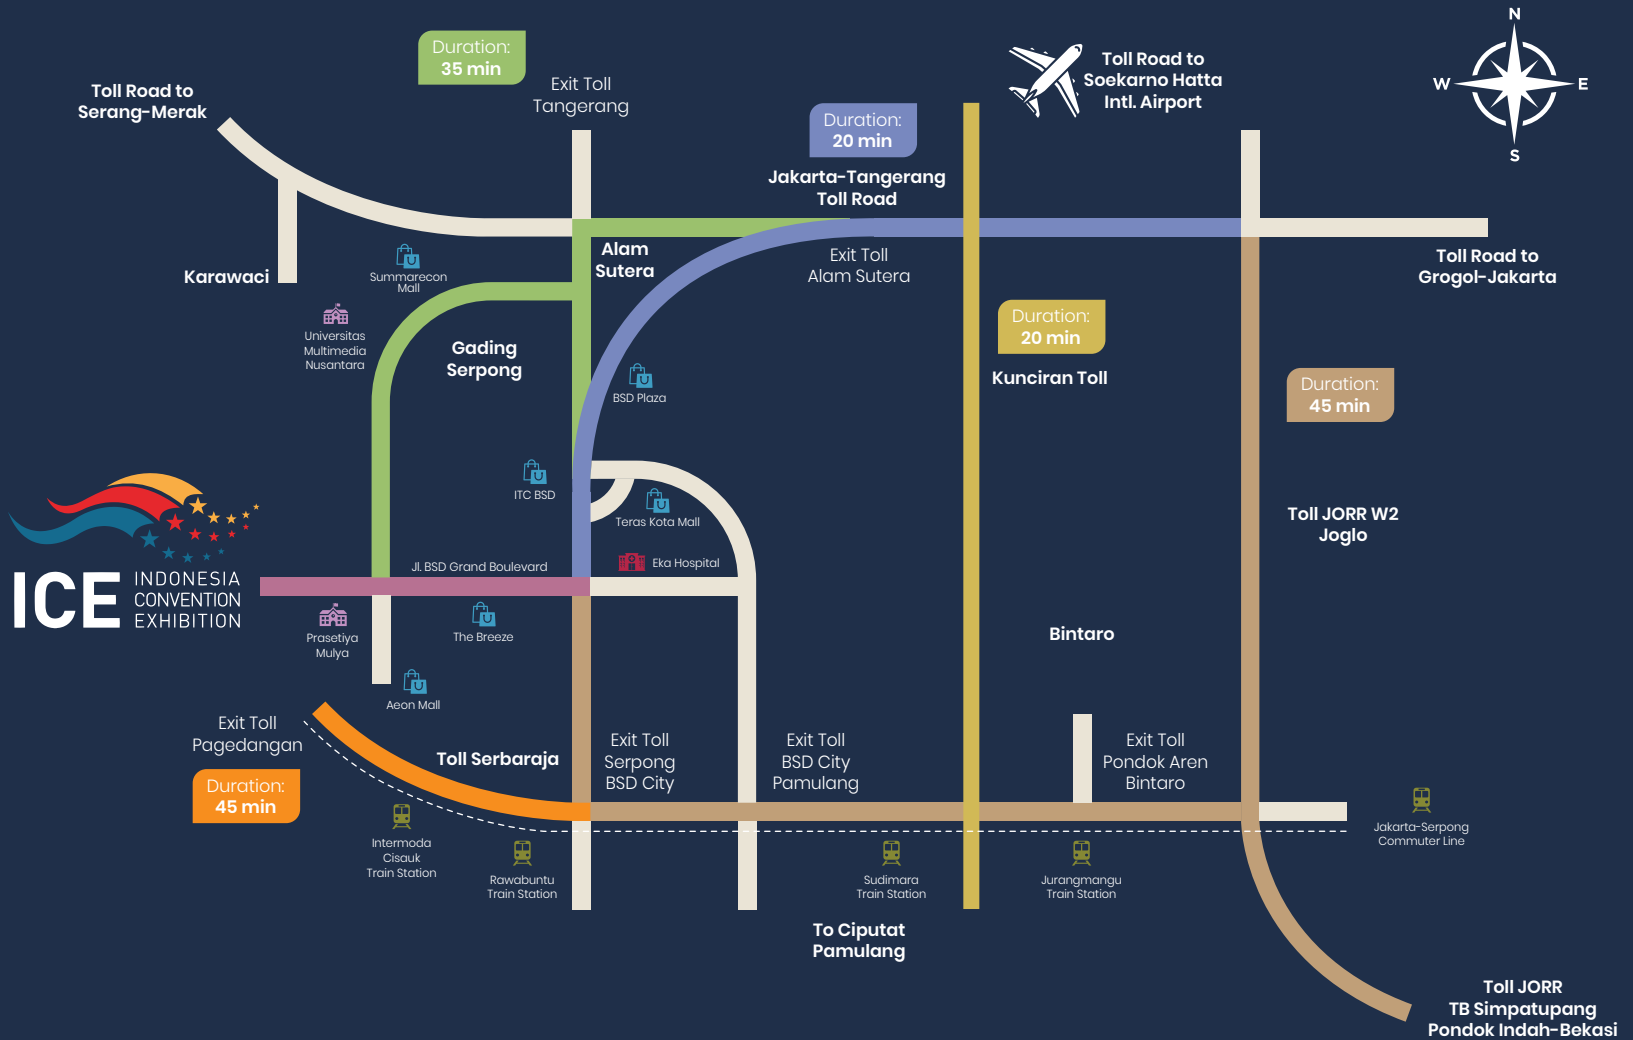 N
W
E
S
Duration:
35 min
Exit Toll
Tangerang
Toll Road to
Serang-Merak
Toll Road to
Soekarno Hatta
Intl. Airport
Duration:
20 min
Jakarta-Tangerang
Toll Road
Alam
Sutera
Exit Toll
Alam Sutera
Toll Road to
Grogol-Jakarta
Karawaci
Summarecon
Mall
Universitas
Multimedia
Nusantara
Gading
Serpong
Duration:
20 min
Kunciran Toll
BSD Plaza
Duration:
45 min
ITC BSD
Teras Kota Mall
Toll JORR W2
Joglo
Jl. BSD Grand Boulevard
Eka Hospital
ICE
INDONESIA
CONVENTION
EXHIBITION
Prasetiya
Mulya
The Breeze
Bintaro
Aeon Mall
Exit Toll
Pagedangan
Duration:
45 min
Toll Serbaraja
Exit Toll
Serpong
BSD City
Exit Toll
BSD City
Pamulang
Exit Toll
Pondok Aren
Bintaro
Intermoda
Cisauk
Train Station
Rawabuntu
Train Station
Sudimara
Train Station
Jurangmangu
Train Station
Jakarta-Serpong
Commuter Line
To Ciputat
Pamulang
Toll JORR
TB Simpatupang
Pondok Indah-Bekasi